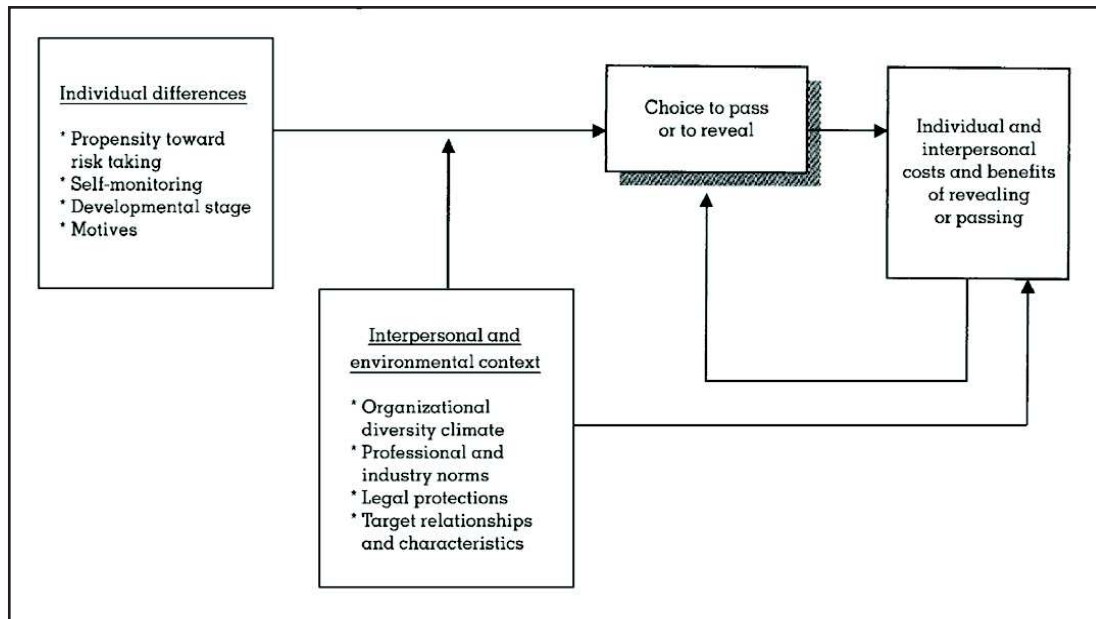 Individual differences
* Propensity toward
risk taking
* Self-monitoring
* Developmental stage
* Motives
Choice to pass
or to reveal
Individual and
interpersonal
costs and benefits
of revealing
or passing
Interpersonal and
environmental context
* Organizational
diversity climate
* Professional and
industry norms
* Legal protections
* Target relationships
and characteristics